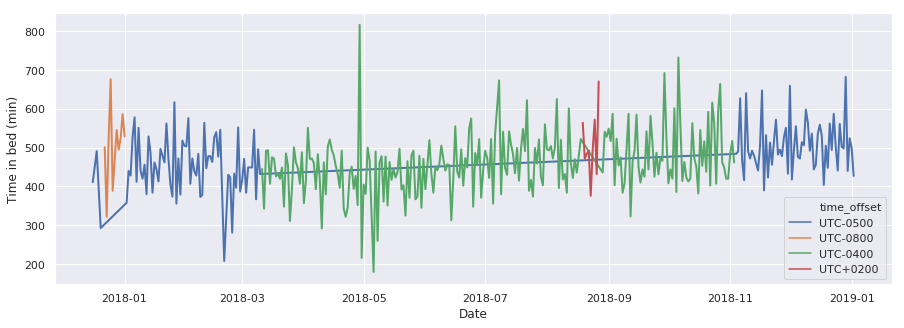 800
700
600
500
400
300
200
Time in bed (min)
2018-01
2018-03
2018-05
2018-07
2018-09
2018-11
2019-01
Date
time_offset
UTC-0500
UTC-0800
UTC-0400
UTC+0200